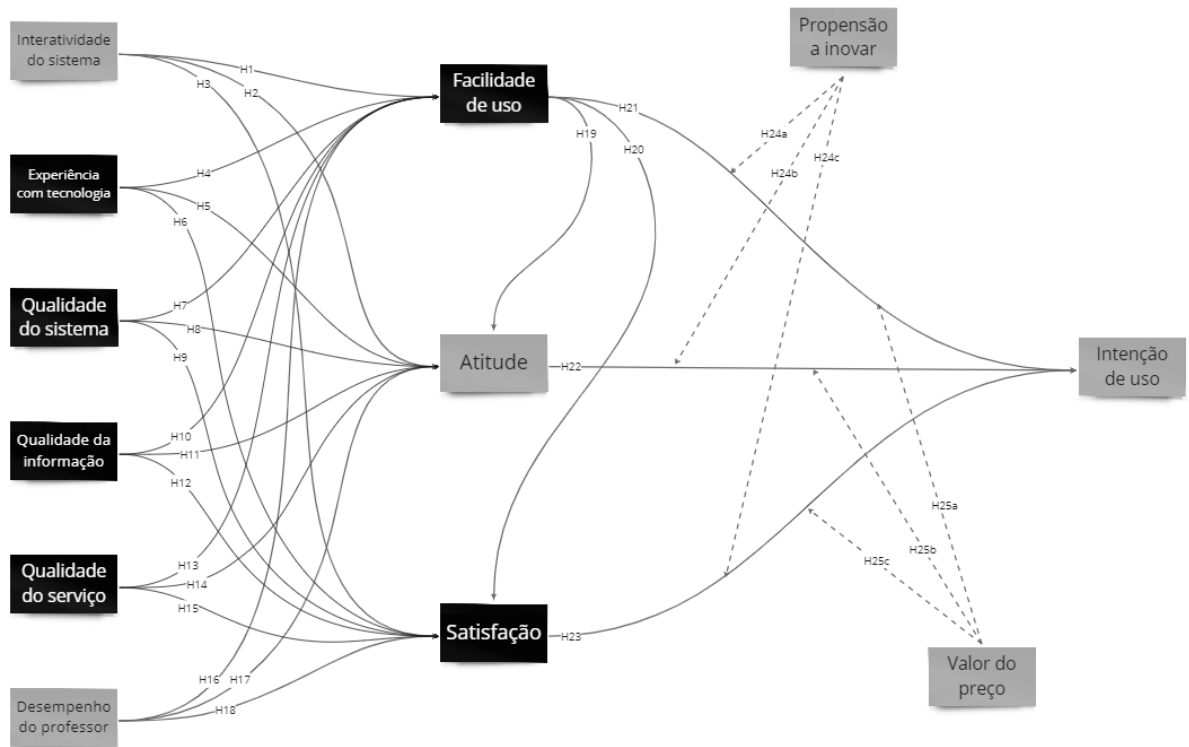 Interatividade
do sistema
Experiência
com tecnologia
Qualidade
do sistema
Qualidade da
informação
Qualidade
do serviço
Desempenho
do professor
H1
H3
H2
H4
H5
H6
H7
H8
H9
H10
H11
H12
H13
H14
H15
H16
H17
H18
Facilidade
de uso
Atitude
Satisfação
H19
H20
H21
H22
H23
Propensão
a inovar
H24a
H24b
H24c
Intenção
de uso
H25a
H25b
H25c
Valor do
preço